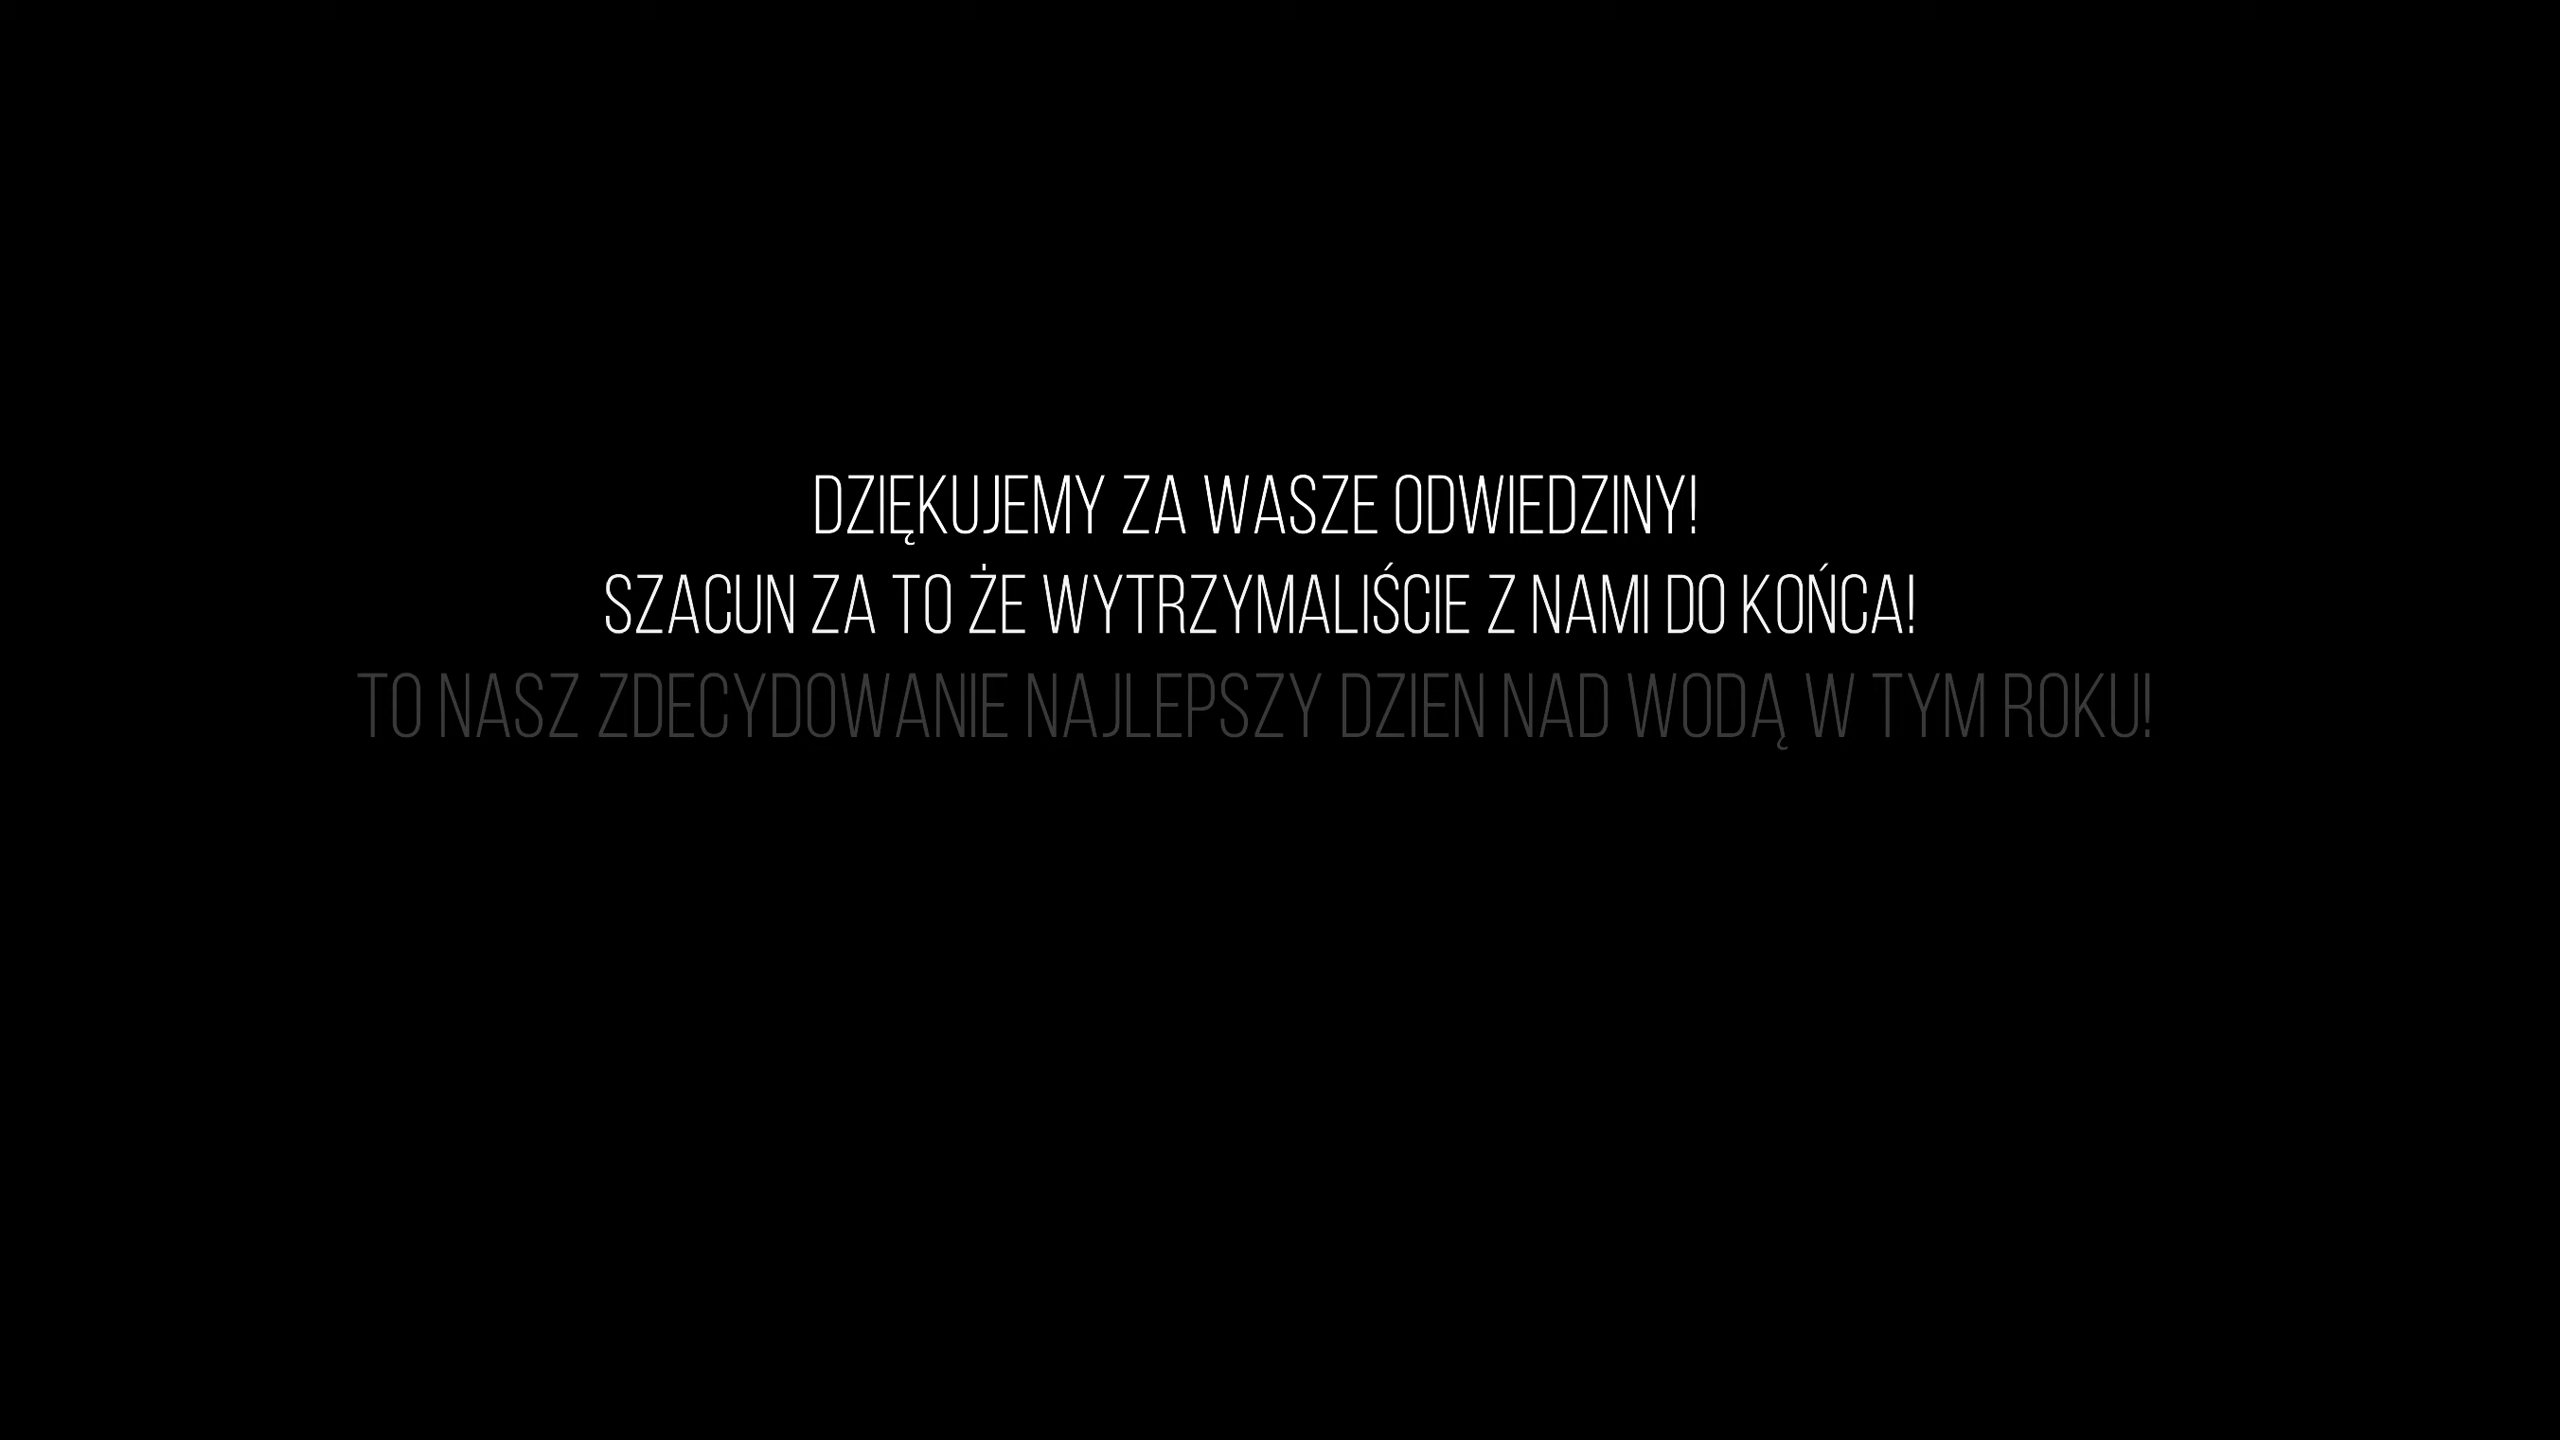 DZIĘKUJEMY ZA WASZE ODWIEDZINY!
SZACUN ZA TO ŻE WYTRZYMALIŚCIE Z NAMI DO KOŃCA!
TO NASZ ZDECYDOWANIE NAJLEPSZY DZIEN NAD WODĄ W TYM ROKU!